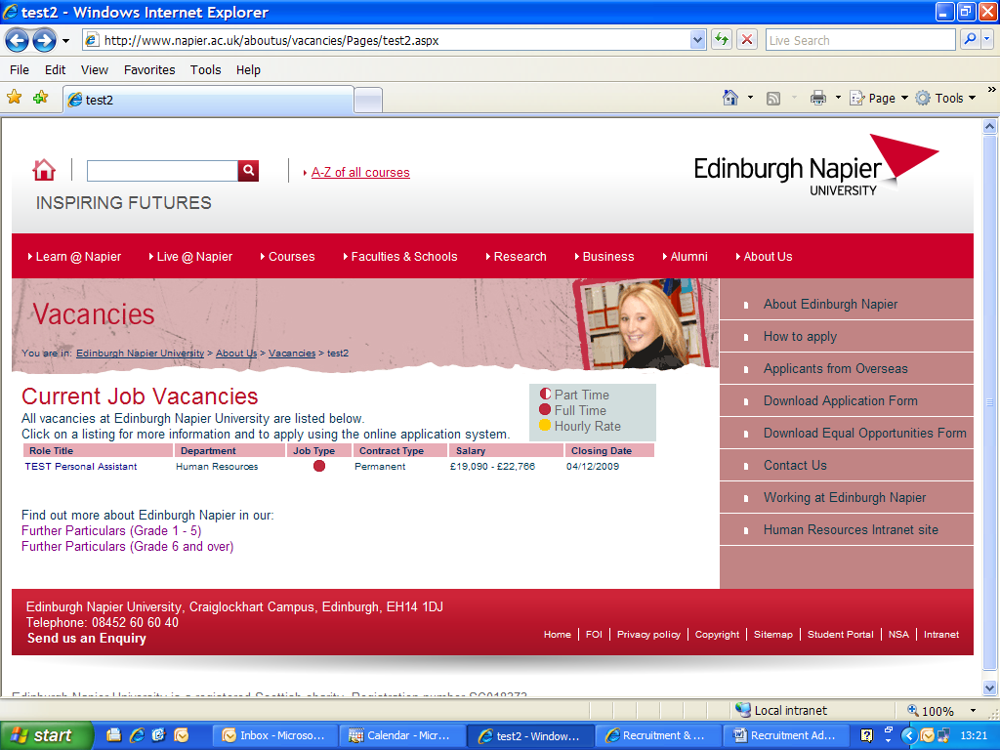 test2 - Windows Internet Explorer
http://www.napier.ac.uk/aboutus/vacancies/Pages/test2.aspx
Live Search
File Edit View Favorites Tools Help
test2
Page Tools
A-Z of all courses
INSPIRING FUTURES
Edinburgh Napier
UNIVERSITY
Learn @ Napier Live @ Napier Courses Faculties & Schools Research Business Alumni About Us
Vacancies
You are in: Edinburgh Napier University > About Us > Vacancies > test2
About Edinburgh Napier
How to apply
Applicants from Overseas
Download Application Form
Download Equal Opportunities Form
Contact Us
Working at Edinburgh Napier
Human Resources Intranet site
Current Job Vacancies
All vacancies at Edinburgh Napier University are listed below.
Click on a listing for more information and to apply using the online application system.
Part Time
Full Time
Hourly Rate
Role Title Department Job Type Contract Type Salary Closing Date
TEST Personal Assistant Human Resources Permanent £19,090 - £22,766 04/12/2009
Find out more about Edinburgh Napier in our:
Further Particulars (Grade 1 - 5)
Further Particulars (Grade 6 and over)
Edinburgh Napier University, Craiglockhart Campus, Edinburgh, EH14 1DJ
Telephone: 08452 60 60 40
Send us an Enquiry
Home FOI Privacy policy Copyright Sitemap Student Portal NSA Intranet
Edinburgh Napier University is a registered Scottish charity. Registration number SC018373
Local intranet 100%
start Inbox - Microso... Calendar - Micr... test2 - Window... Recruitment & ... Recruitment Ad... 13:21